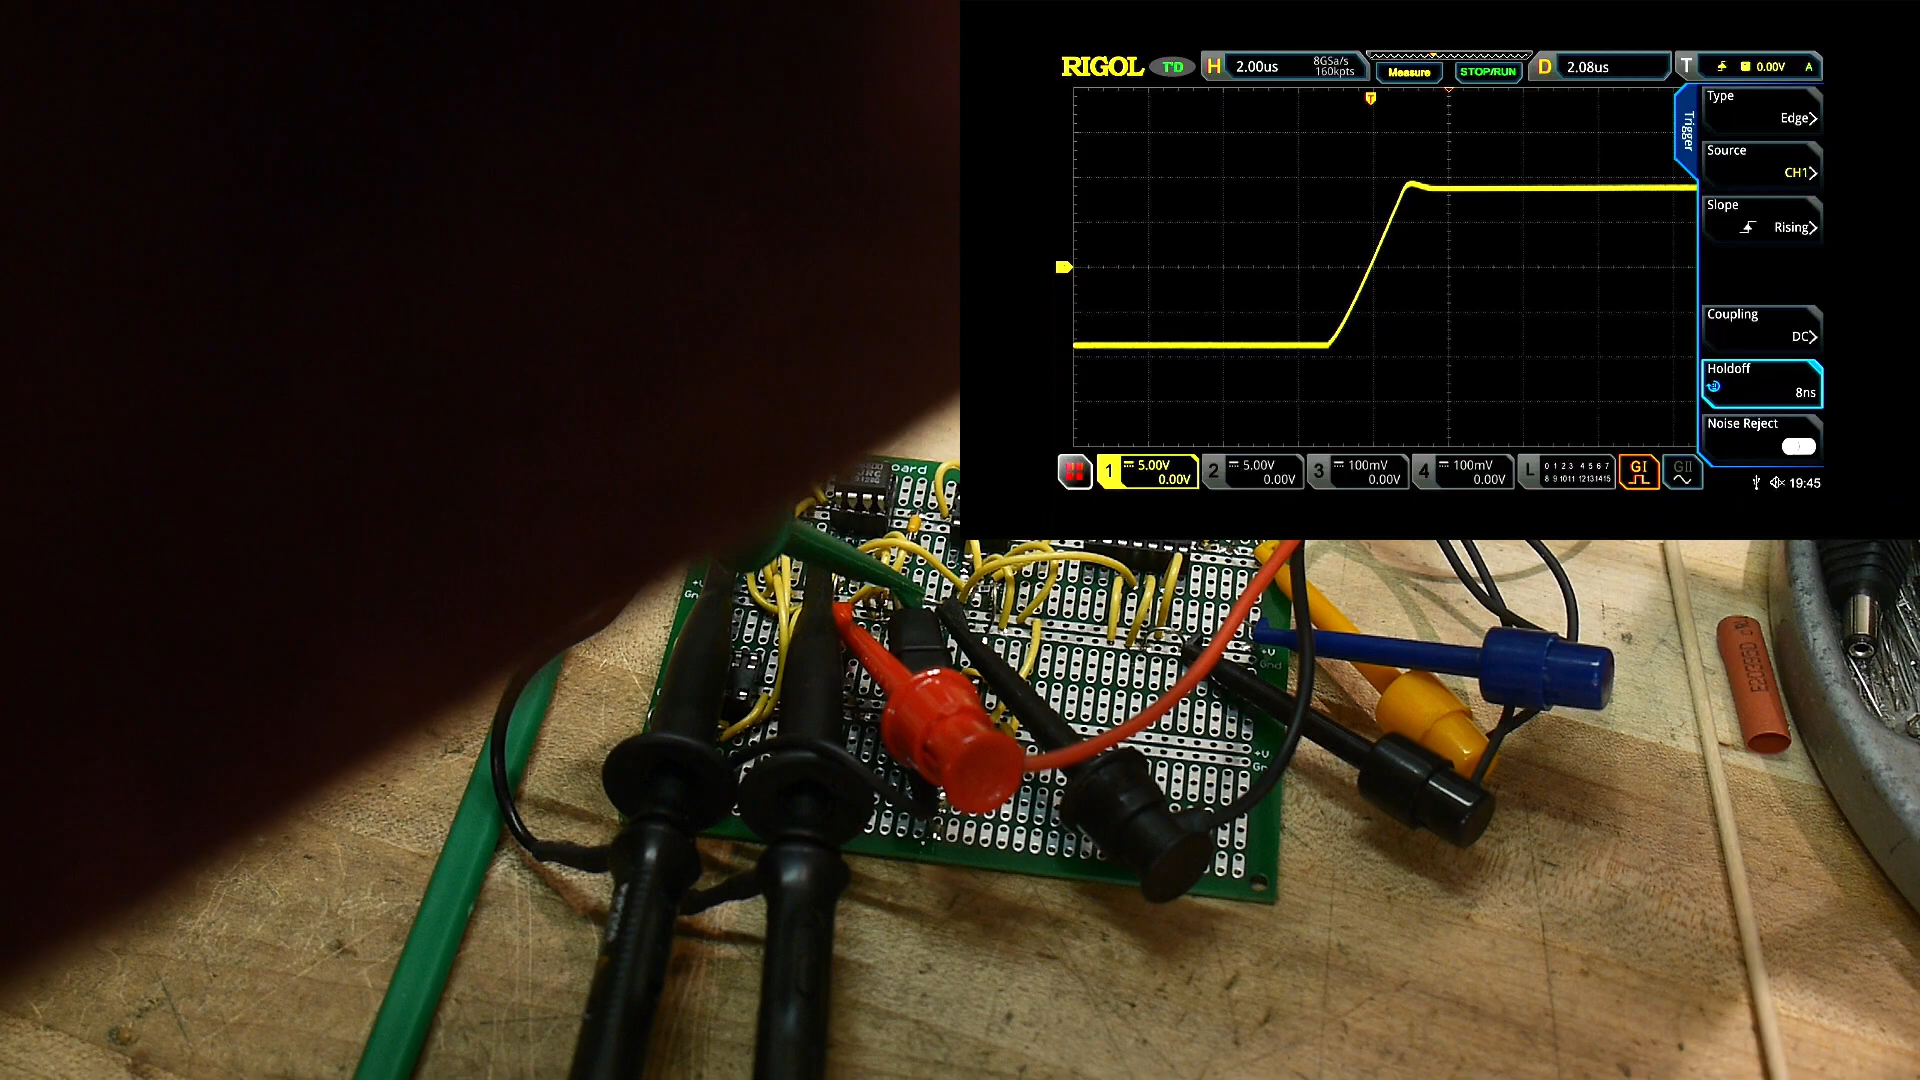 RIGOL T'D H 2.00us 8GSa/s 160kpts Measure STOP/RUN D 2.08us T 0.00V A
Trigger
Type
Edge
Source
CH1
Slope
Rising
Coupling
DC
Holdoff
8ns
Noise Reject
1 5.00V 0.00V
2 5.00V 0.00V
3 100mV 0.00V
4 100mV 0.00V
L 0 1 2 3 4 5 6 7
8 9 10 11 12 13 14 15
GI
GII
19:45
oard
+V
Gnd
+V
E203950